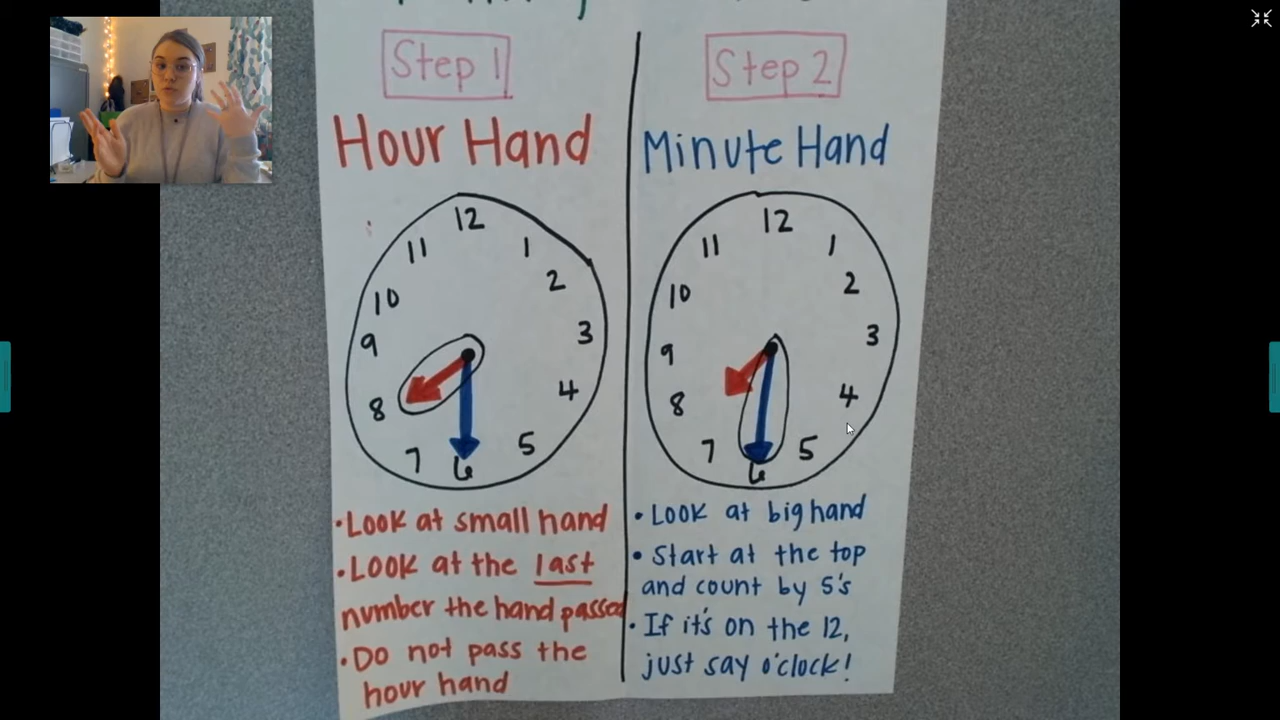 Step 1
Hour Hand
12
11
1
10
2
9
3
8
4
7
6
5
• Look at small hand
• Look at the last
number the hand passed
• Do not pass the
hour hand
Step 2
Minute Hand
12
11
1
10
2
9
3
8
4
7
6
5
• Look at big hand
• Start at the top
and count by 5's
• If it's on the 12,
just say o'clock!